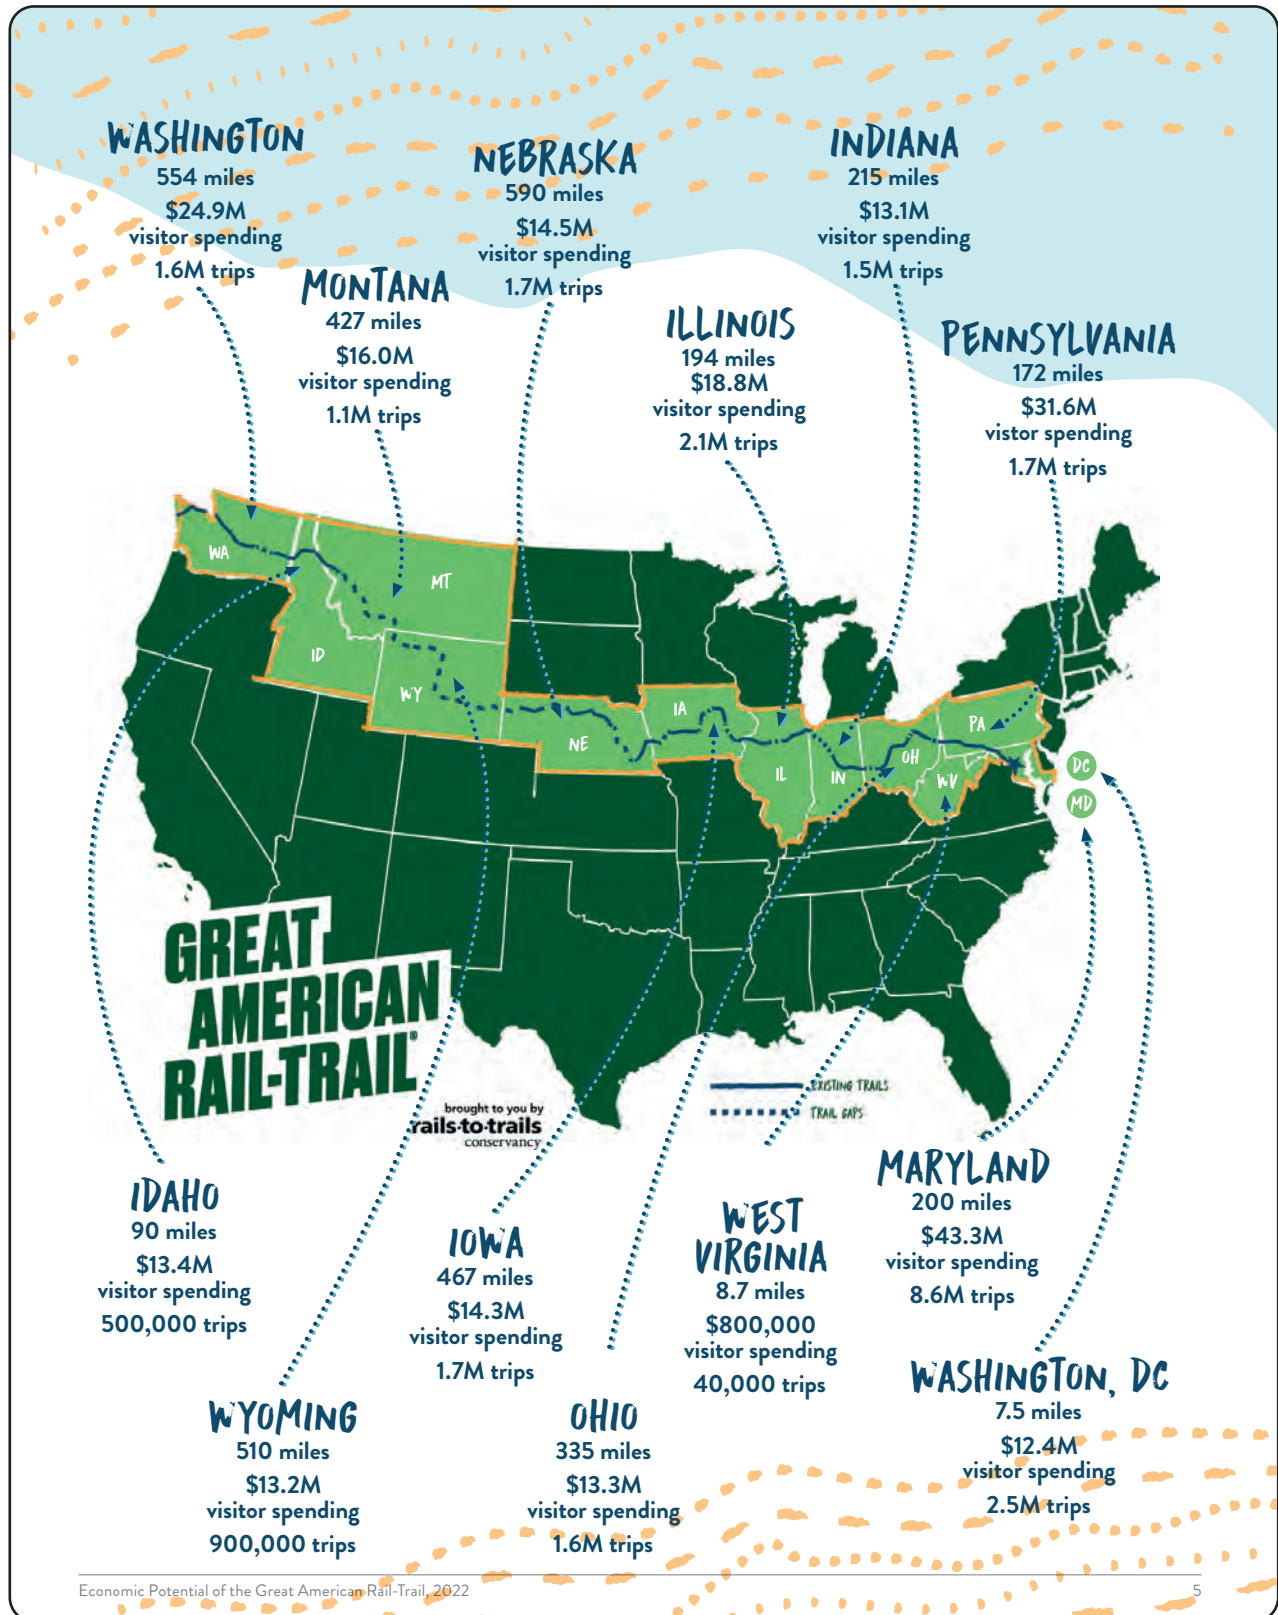 WASHINGTON
554 miles
$24.9M
visitor spending
1.6M trips
NEBRASKA
590 miles
$14.5M
visitor spending
1.7M trips
INDIANA
215 miles
$13.1M
visitor spending
1.5M trips
MONTANA
427 miles
$16.0M
visitor spending
1.1M trips
ILLINOIS
194 miles
$18.8M
visitor spending
2.1M trips
PENNSYLVANIA
172 miles
$31.6M
vistor spending
1.7M trips
WA
MT
ID
WY
IA
NE
PA
OH
IL
IN
WV
DC
MD
GREAT
AMERICAN
RAIL-TRAIL®
brought to you by
rails-to-trails
conservancy
EXISTING TRAILS
TRAIL GAPS
IDAHO
90 miles
$13.4M
visitor spending
500,000 trips
IOWA
467 miles
$14.3M
visitor spending
1.7M trips
WEST
VIRGINIA
8.7 miles
$800,000
visitor spending
40,000 trips
MARYLAND
200 miles
$43.3M
visitor spending
8.6M trips
WYOMING
510 miles
$13.2M
visitor spending
900,000 trips
OHIO
335 miles
$13.3M
visitor spending
1.6M trips
WASHINGTON, DC
7.5 miles
$12.4M
visitor spending
2.5M trips
Economic Potential of the Great American Rail-Trail, 2022
5